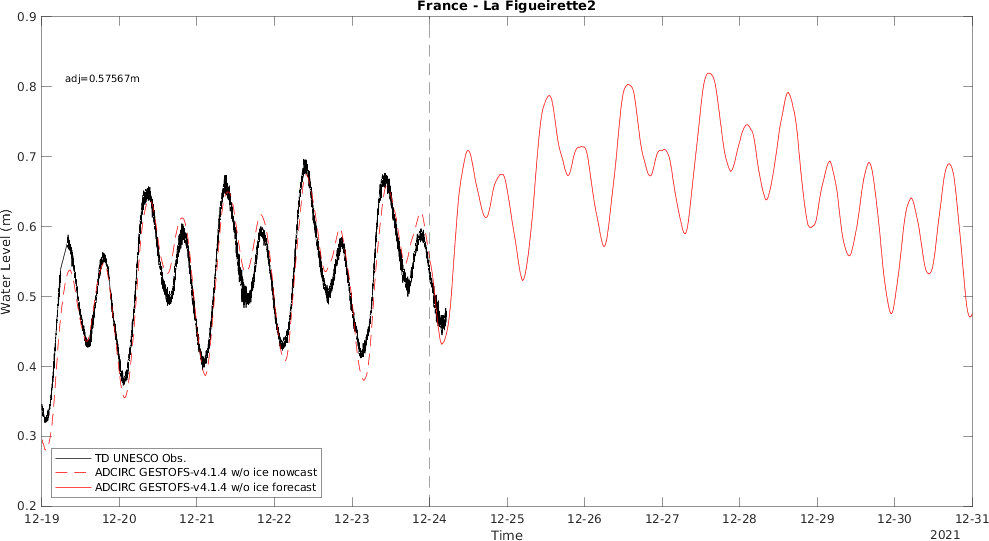 France - La Figueirette2
0.9
0.8
0.7
0.6
0.5
0.4
0.3
0.2
Water Level (m)
adj=0.57567m
TD UNESCO Obs.
ADCIRC GESTOFS-v4.1.4 w/o ice nowcast
ADCIRC GESTOFS-v4.1.4 w/o ice forecast
12-19 12-20 12-21 12-22 12-23 12-24 12-25 12-26 12-27 12-28 12-29 12-30 12-31
Time
2021